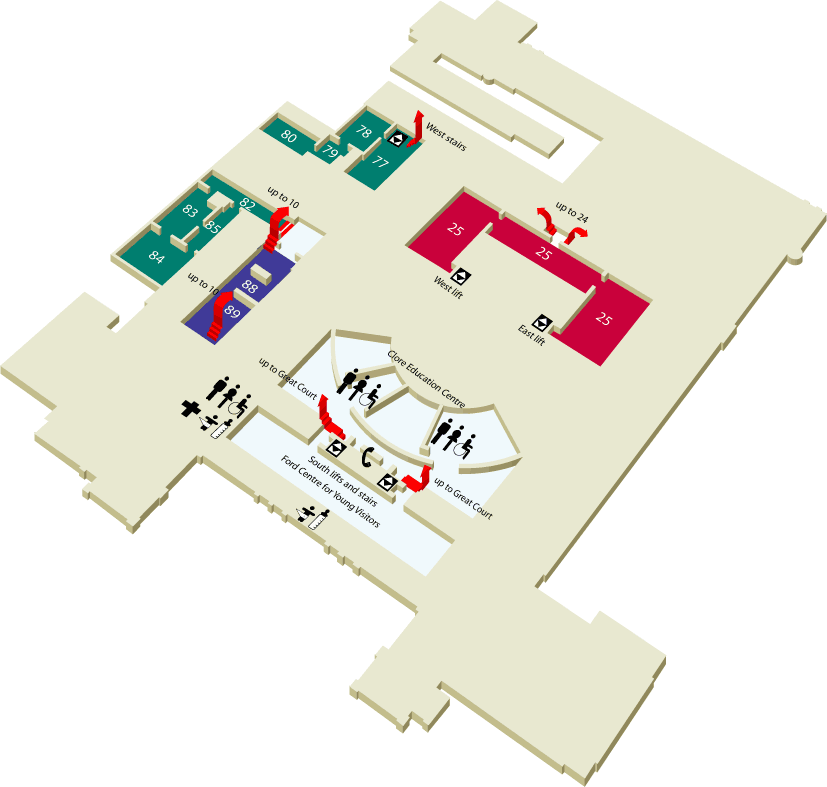 78
80
79
77
West stairs
up to 10
82
83
85
84
up to 24
25
25
25
West lift
East lift
up to 10
88
89
Clore Education Centre
up to Great Court
South lifts and stairs
Ford Centre for Young Visitors
up to Great Court